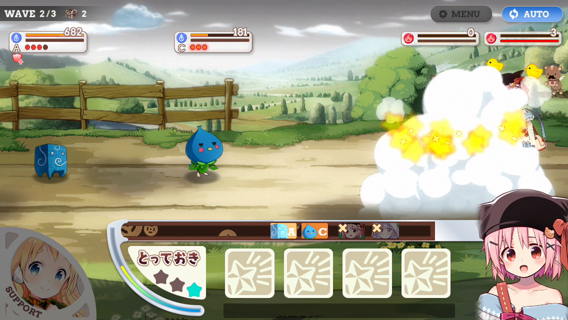 WAVE 2/3 2
MENU
AUTO
682
A
181
C
0
3
A C
とっておき
SUPPORT